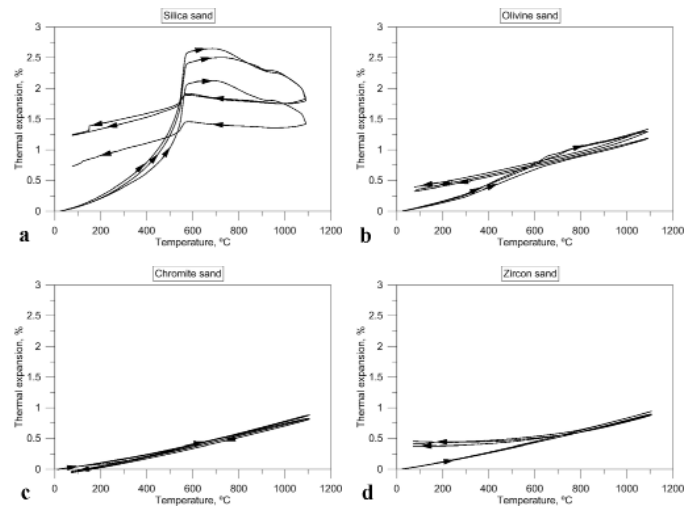 Silica sand
3
2.5
2
1.5
1
0.5
0
Thermal expansion, %
0 200 400 600 800 1000 1200
Temperature, ºC
a
Olivine sand
3
2.5
2
1.5
1
0.5
0
Thermal expansion, %
0 200 400 600 800 1000 1200
Temperature, ºC
b
Chromite sand
3
2.5
2
1.5
1
0.5
0
Thermal expansion, %
0 200 400 600 800 1000 1200
Temperature, ºC
c
Zircon sand
3
2.5
2
1.5
1
0.5
0
Thermal expansion, %
0 200 400 600 800 1000 1200
Temperature, ºC
d